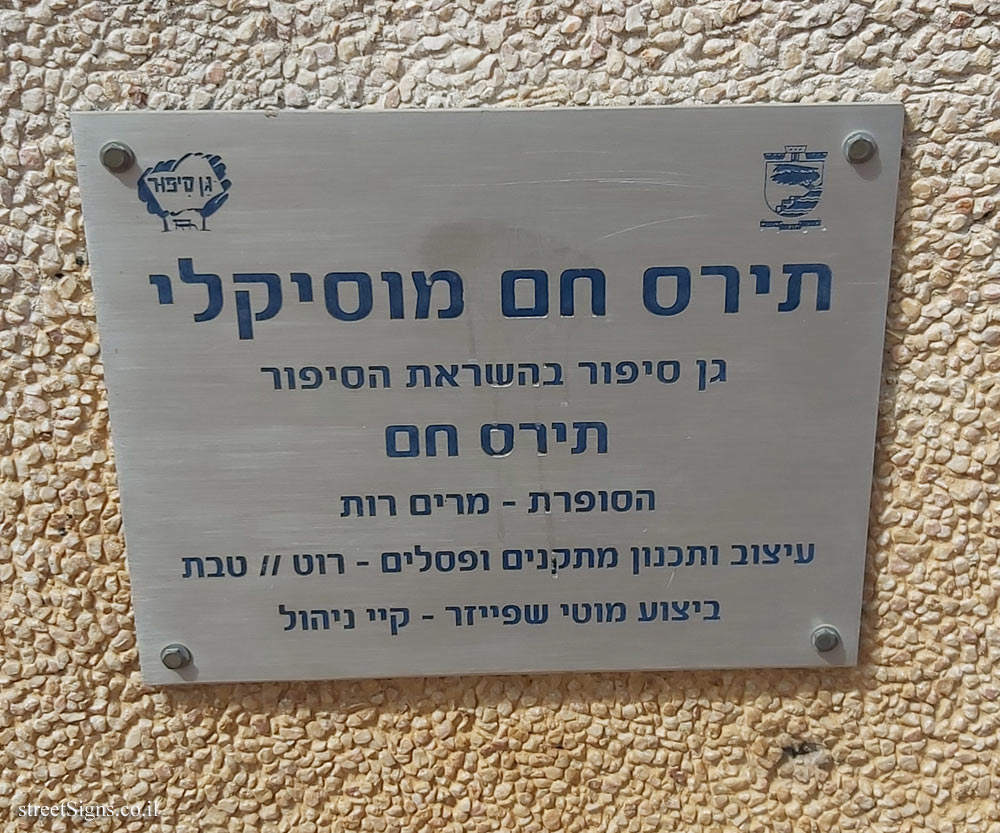 גן סיפור
תירס חם מוסיקלי
גן סיפור בהשראת הסיפור
תירס חם
הסופרת - מרים רות
עיצוב ותכנון מתקנים ופסלים - רוט // טבת
ביצוע מוטי שפייזר - קיי ניהול
streetSigns.co.il